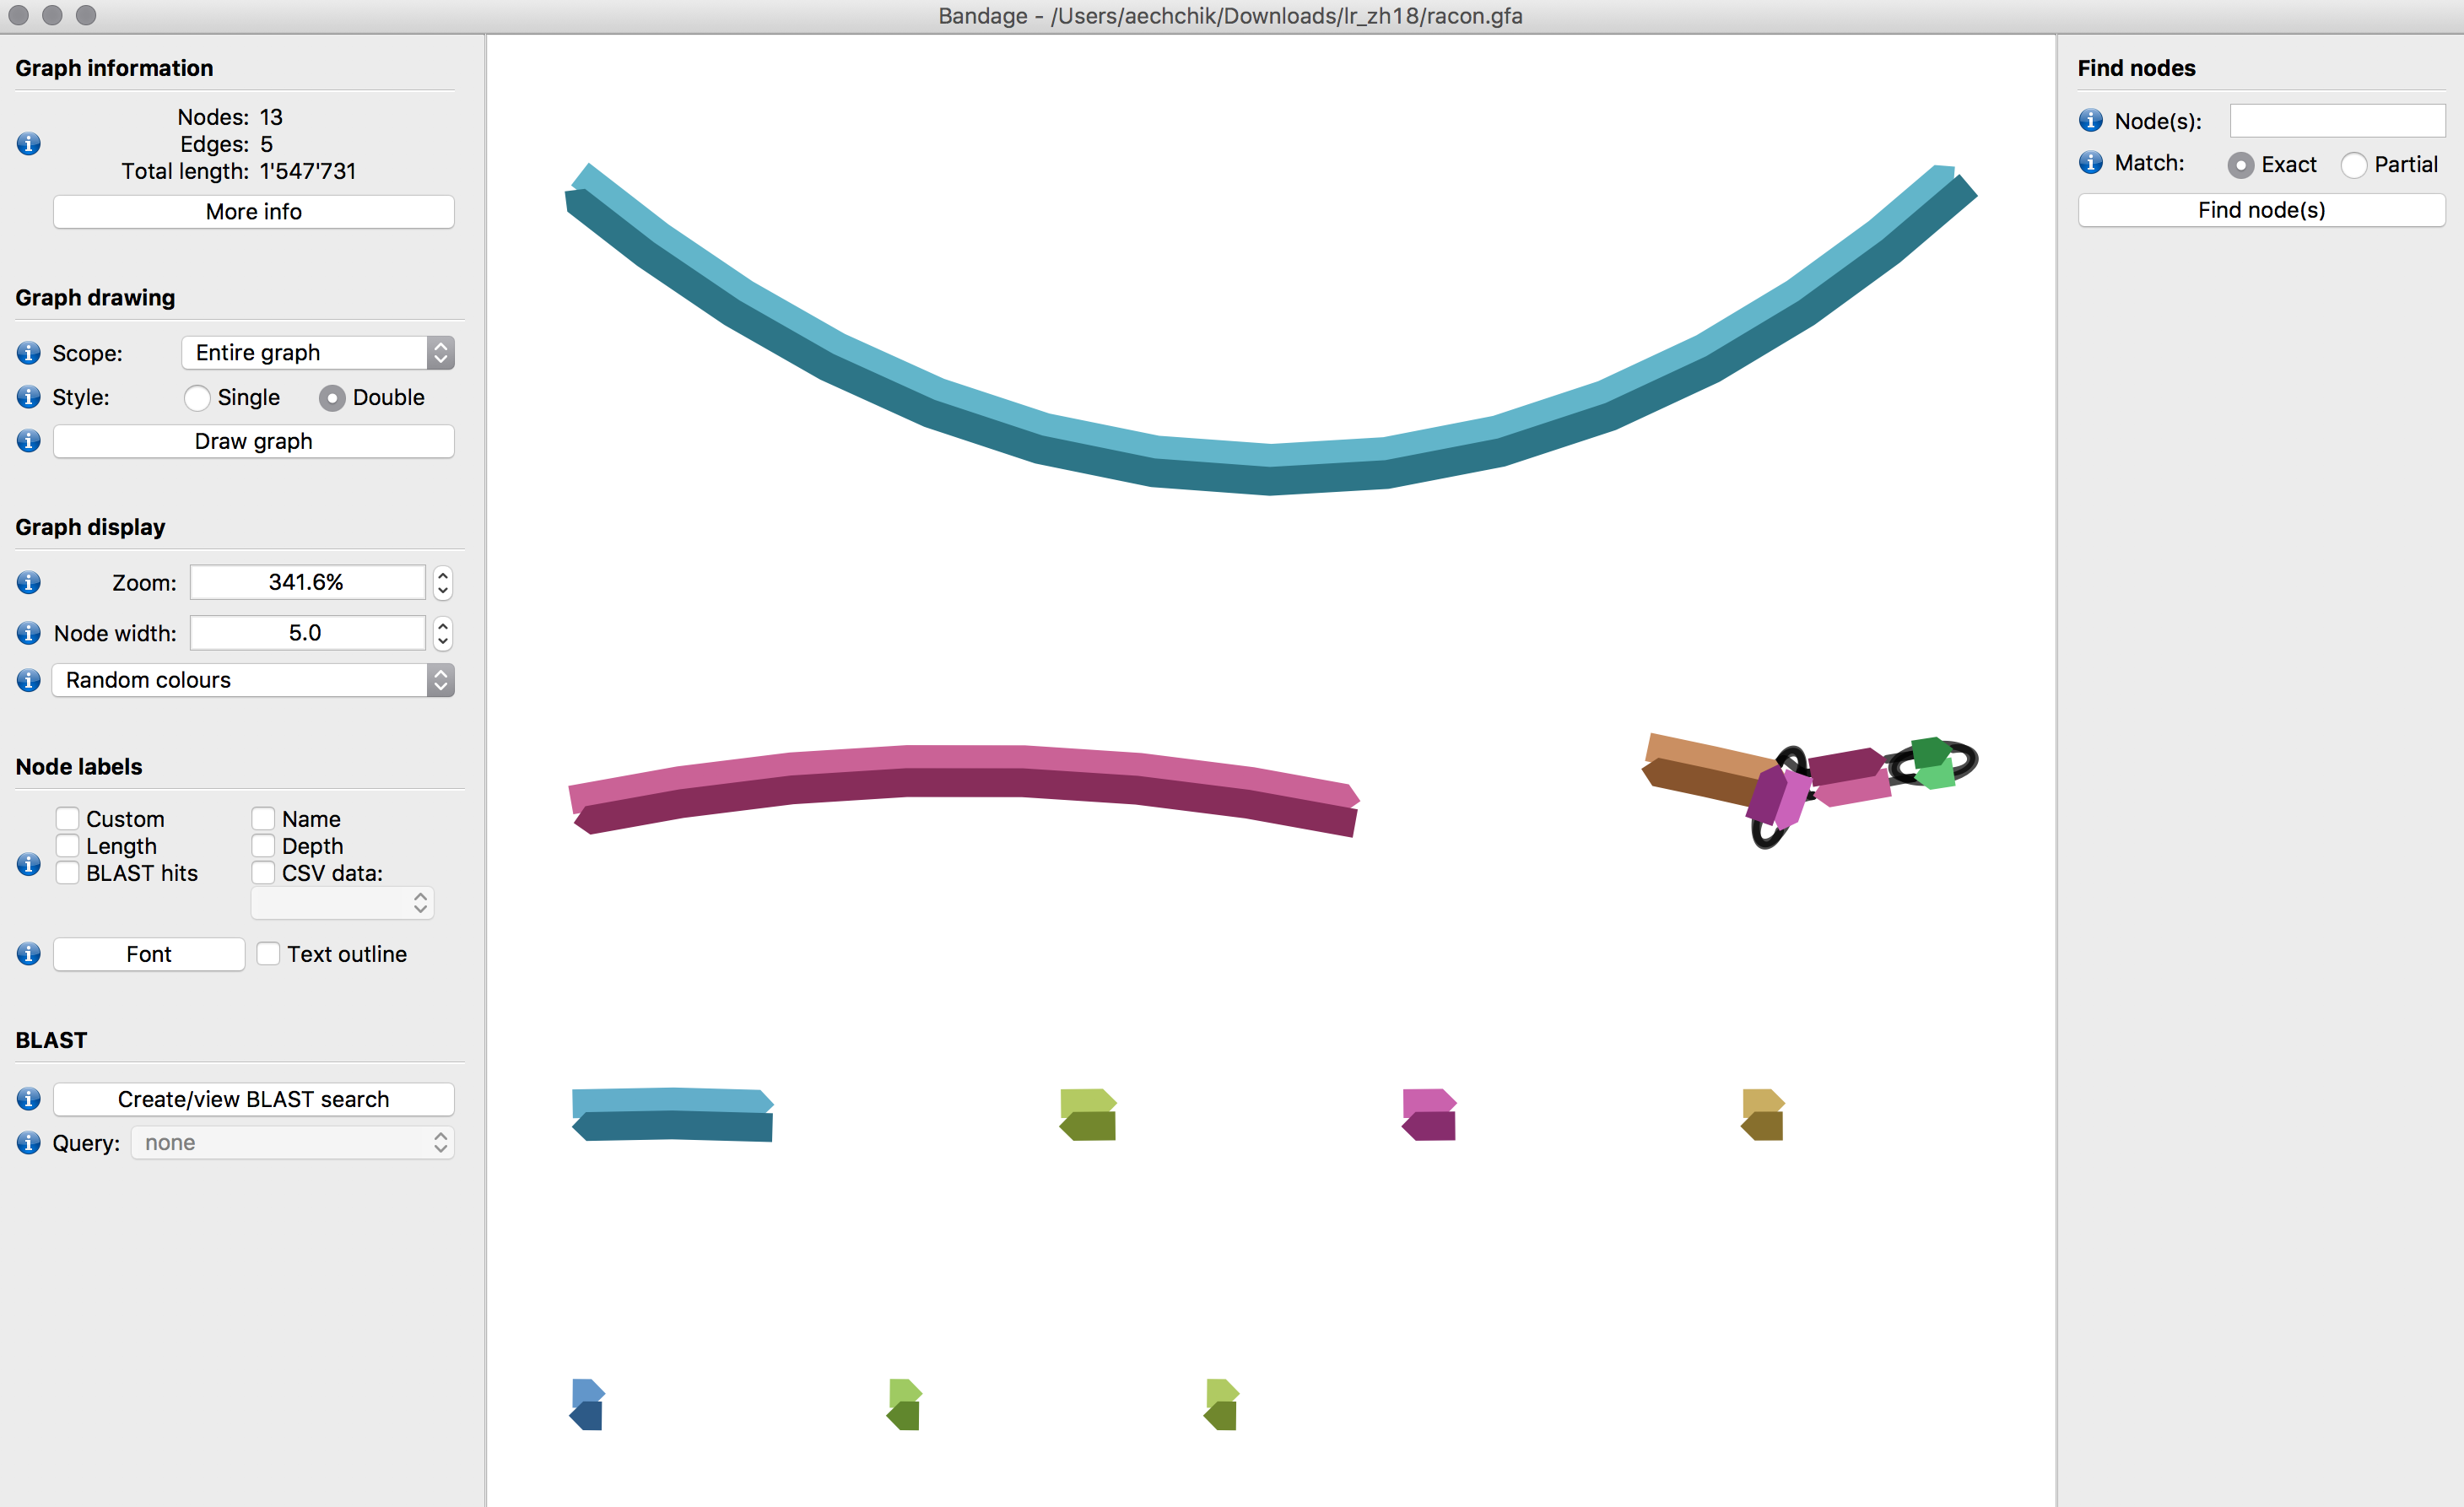 Bandage - /Users/aechchik/Downloads/lr_zh18/racon.gfa
Graph information
Nodes: 13
Edges: 5
Total length: 1'547'731
More info
Graph drawing
Scope: Entire graph
Style: Single Double
Draw graph
Graph display
Zoom: 341.6%
Node width: 5.0
Random colours
Node labels
Custom Name
Length Depth
BLAST hits CSV data:
Font Text outline
BLAST
Create/view BLAST search
Query: none
Find nodes
Node(s):
Match: Exact Partial
Find node(s)